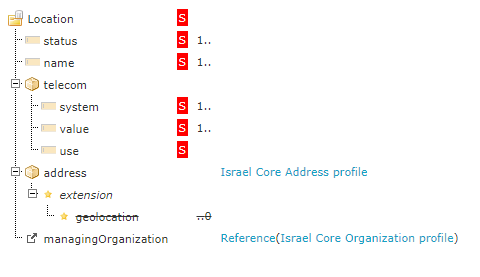 Location S
status S 1..
name S 1..
telecom
system S 1..
value S 1..
use S
address Israel Core Address profile
extension
geolocation ..0
managingOrganization Reference(Israel Core Organization profile)